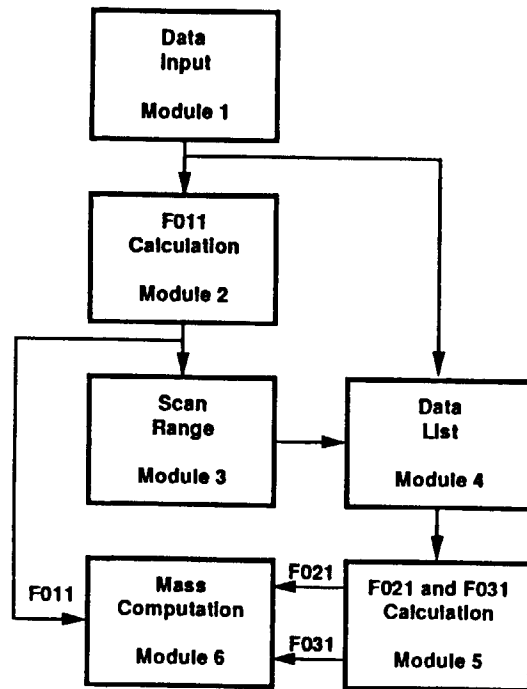 Data
Input
Module 1
F011
Calculation
Module 2
Scan
Range
Module 3
Data
List
Module 4
F011
Mass
Computation
Module 6
F021
F031
F021 and F031
Calculation
Module 5